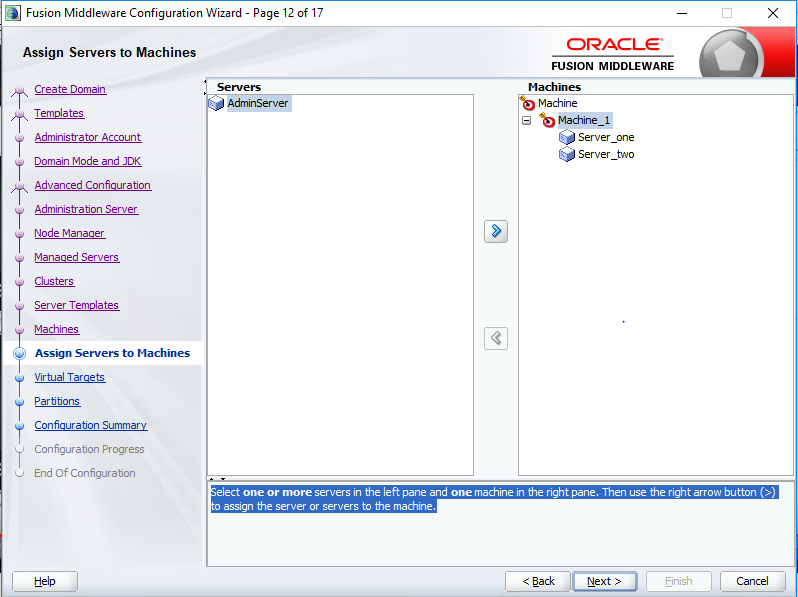 Fusion Middleware Configuration Wizard - Page 12 of 17
Assign Servers to Machines
ORACLE
FUSION MIDDLEWARE
Create Domain
Templates
Administrator Account
Domain Mode and JDK
Advanced Configuration
Administration Server
Node Manager
Managed Servers
Clusters
Server Templates
Machines
Assign Servers to Machines
Virtual Targets
Partitions
Configuration Summary
Configuration Progress
End Of Configuration
Servers
AdminServer
Machines
Machine
Machine_1
Server_one
Server_two
Select one or more servers in the left pane and one machine in the right pane. Then use the right arrow button (>)
to assign the server or servers to the machine.
Help
< Back
Next >
Finish
Cancel